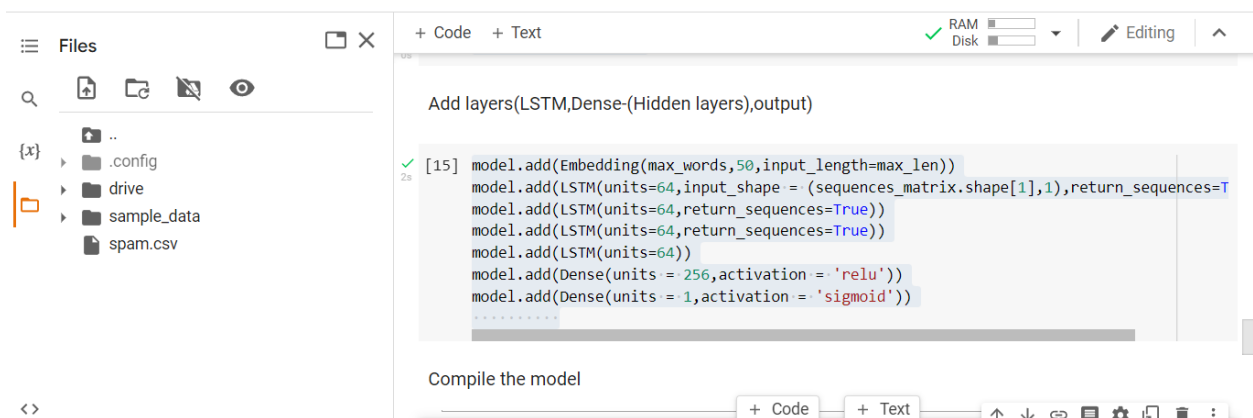 Files
..
.config
drive
sample_data
spam.csv
{x}
<>
+ Code + Text
RAM
Disk
Editing
0s
Add layers(LSTM,Dense-(Hidden layers),output)
[15]
2s
model.add(Embedding(max_words,50,input_length=max_len))
model.add(LSTM(units=64,input_shape = (sequences_matrix.shape[1],1),return_sequences=T
model.add(LSTM(units=64,return_sequences=True))
model.add(LSTM(units=64,return_sequences=True))
model.add(LSTM(units=64))
model.add(Dense(units = 256,activation = 'relu'))
model.add(Dense(units = 1,activation = 'sigmoid'))
Compile the model
+ Code + Text